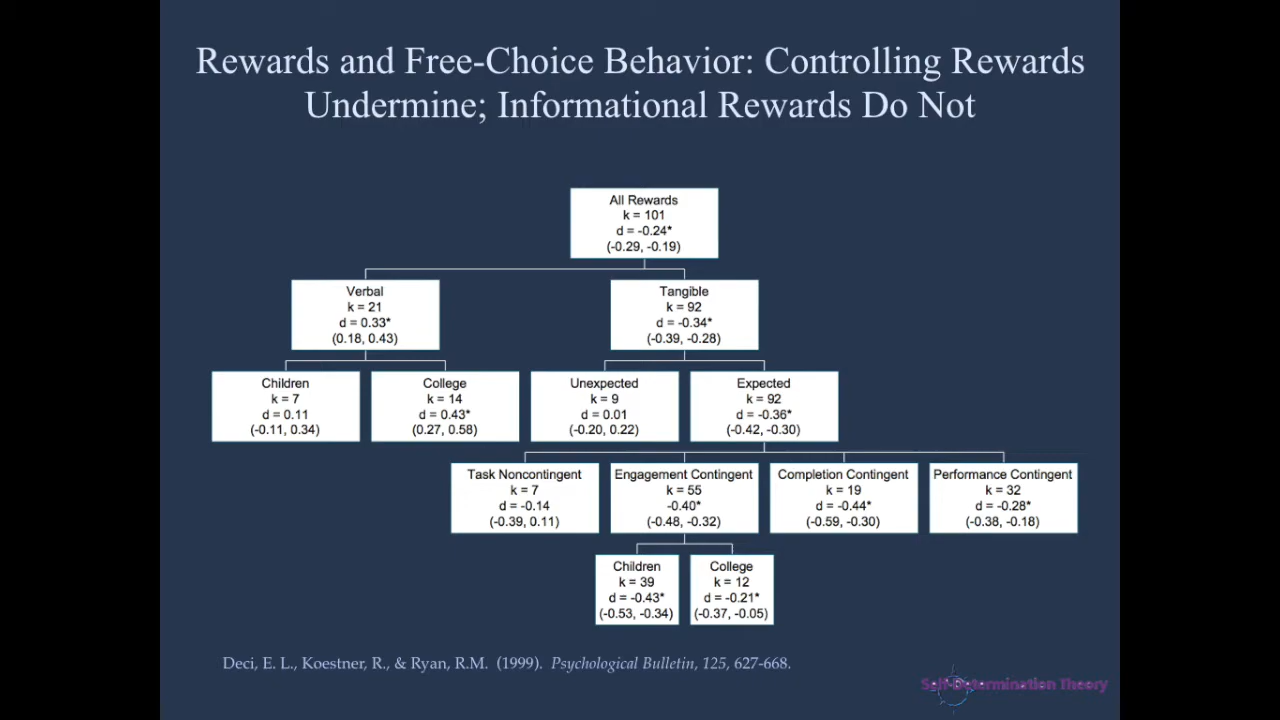 Rewards and Free-Choice Behavior: Controlling Rewards
Undermine; Informational Rewards Do Not
All Rewards
k = 101
d = -0.24*
(-0.29, -0.19)
Verbal
k = 21
d = 0.33*
(0.18, 0.43)
Tangible
k = 92
d = -0.34*
(-0.39, -0.28)
Children
k = 7
d = 0.11
(-0.11, 0.34)
College
k = 14
d = 0.43*
(0.27, 0.58)
Unexpected
k = 9
d = 0.01
(-0.20, 0.22)
Expected
k = 92
d = -0.36*
(-0.42, -0.30)
Task Noncontingent
k = 7
d = -0.14
(-0.39, 0.11)
Engagement Contingent
k = 55
-0.40*
(-0.48, -0.32)
Completion Contingent
k = 19
d = -0.44*
(-0.59, -0.30)
Performance Contingent
k = 32
d = -0.28*
(-0.38, -0.18)
Children
k = 39
d = -0.43*
(-0.53, -0.34)
College
k = 12
d = -0.21*
(-0.37, -0.05)
Deci, E. L., Koestner, R., & Ryan, R.M. (1999). Psychological Bulletin, 125, 627-668.
Self-Determination Theory